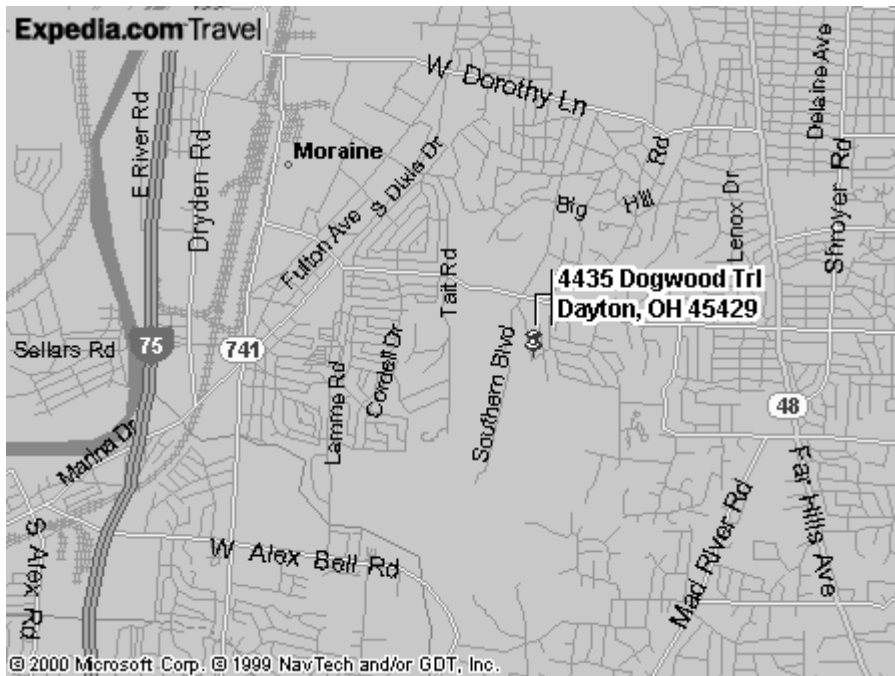 Expedia.com Travel
W Dorothy Ln
Delaine Ave
E River Rd
Dryden Rd
Moraine
S Dixie Dr
Rd
Big Hill
Lenox Dr
Shroyer Rd
Fulton Ave
Tait Rd
4435 Dogwood Trl
Dayton, OH 45429
Sellars Rd
75
741
Lamme Rd
Cordell Dr
Southern Blvd
48
Marina Dr
Far Hills Ave
Mad River Rd
S Alex Rd
W Alex Bell Rd
© 2000 Microsoft Corp. © 1999 NavTech and/or GDT, Inc.